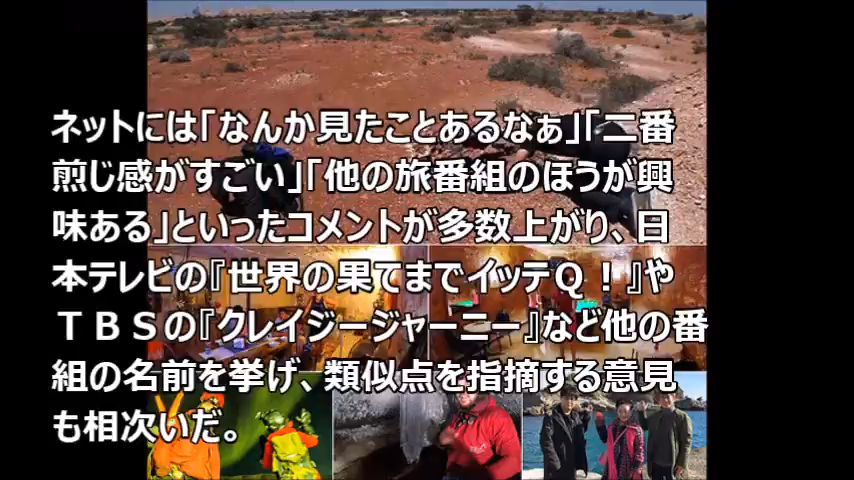 ネットには「なんか見たことあるなぁ」「二番
煎じ感がすごい」「他の旅番組のほうが興
味ある」といったコメントが多数上がり、日
本テレビの『世界の果てまでイッテＱ！』や
ＴＢＳの『クレイジージャーニー』など他の番
組の名前を挙げ、類似点を指摘する意見
も相次いだ。